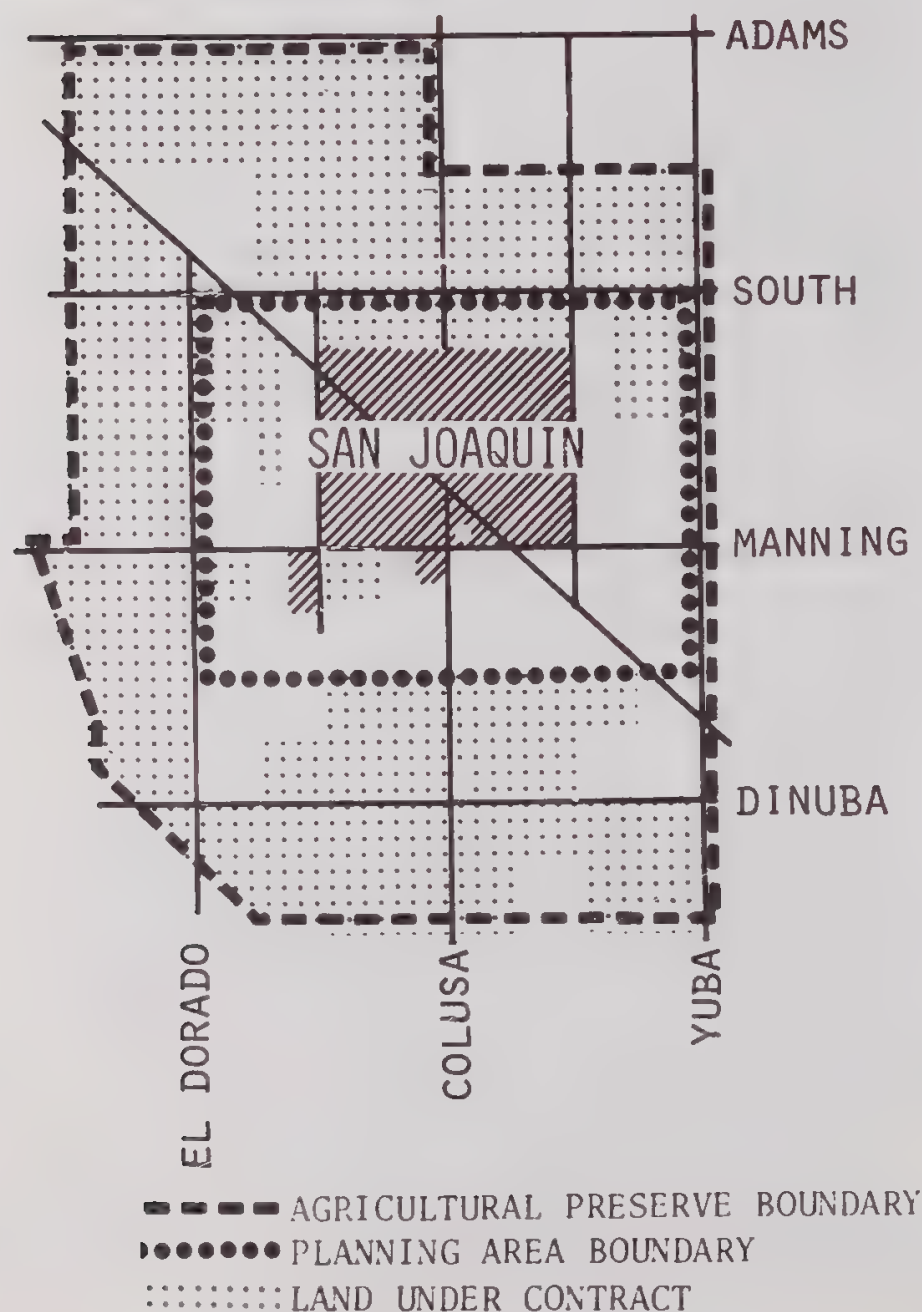 ADAMS
SOUTH
SAN JOAQUIN
MANNING
DINUBA
EL DORADO
COLUSA
YUBA
AGRICULTURAL PRESERVE BOUNDARY
PLANNING AREA BOUNDARY
LAND UNDER CONTRACT